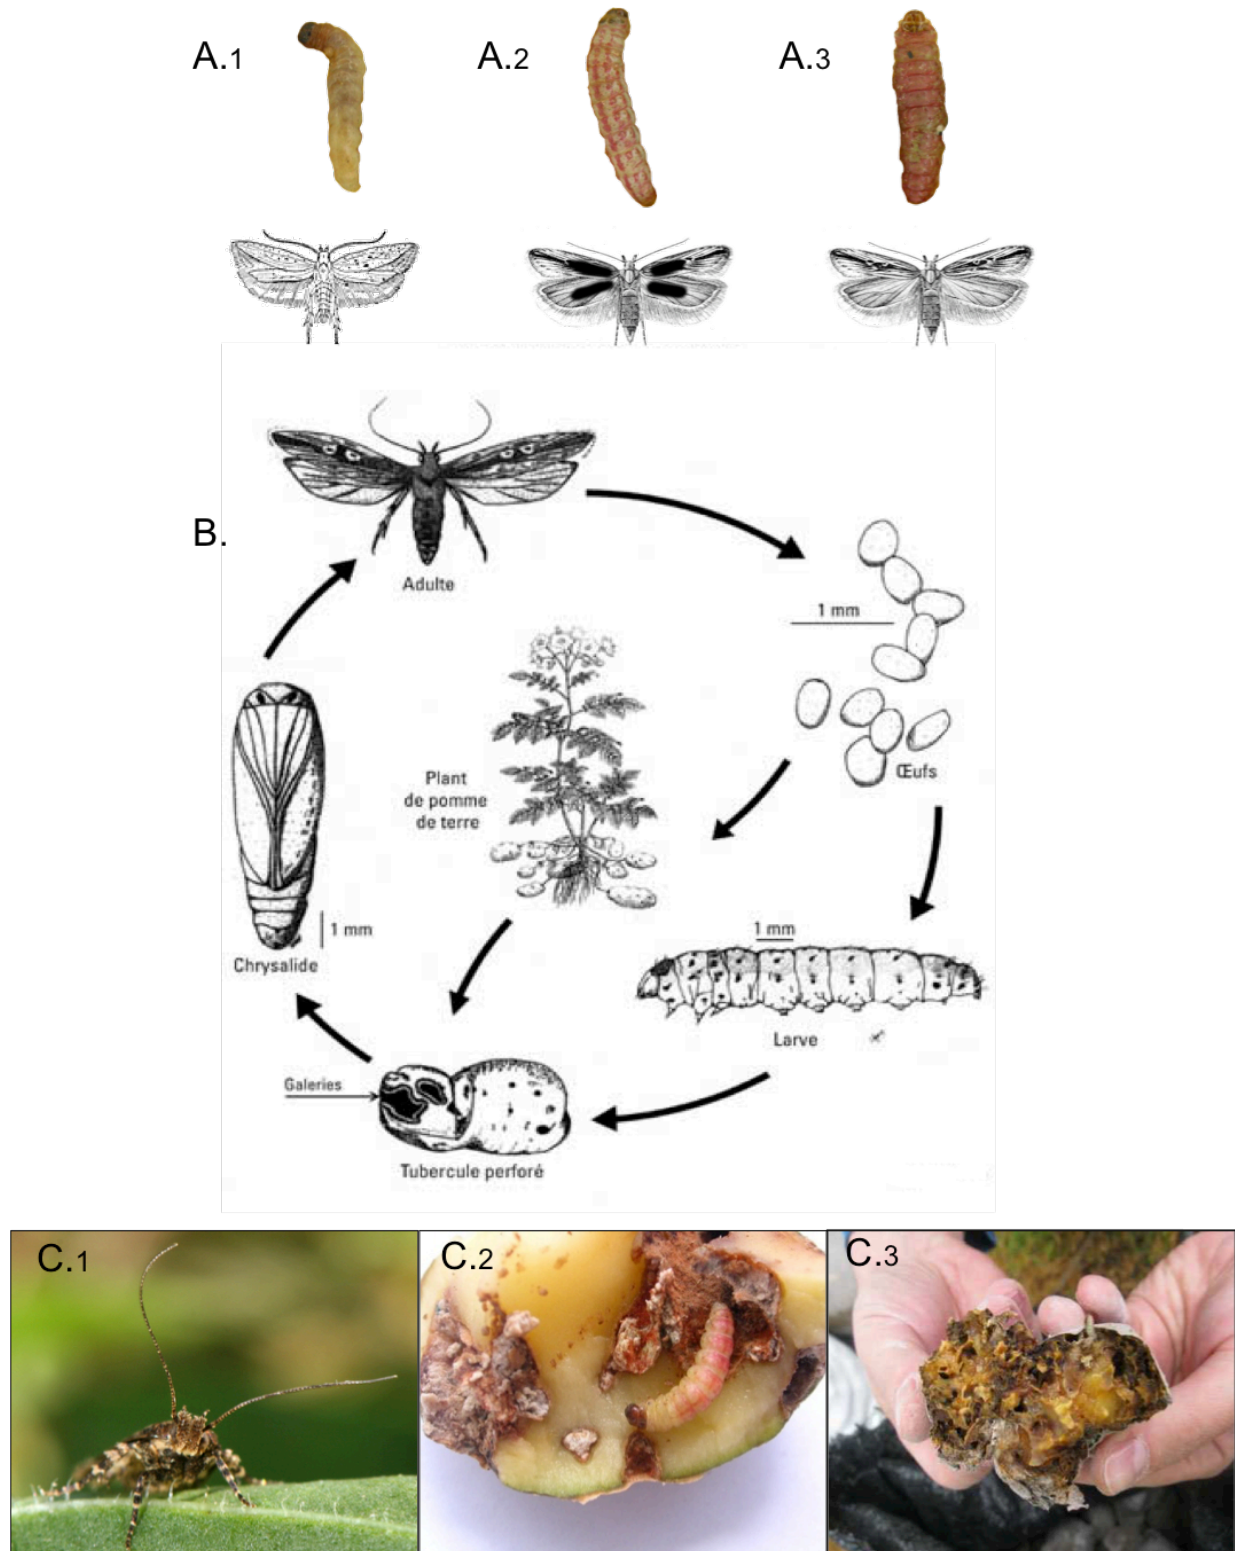 A.1
A.2
A.3
B.
Adulte
1 mm
Œufs
Plant
de pomme
de terre
1 mm
Chrysalide
1 mm
Larve
Galeries
Tubercule perforé
C.1
C.2
C.3